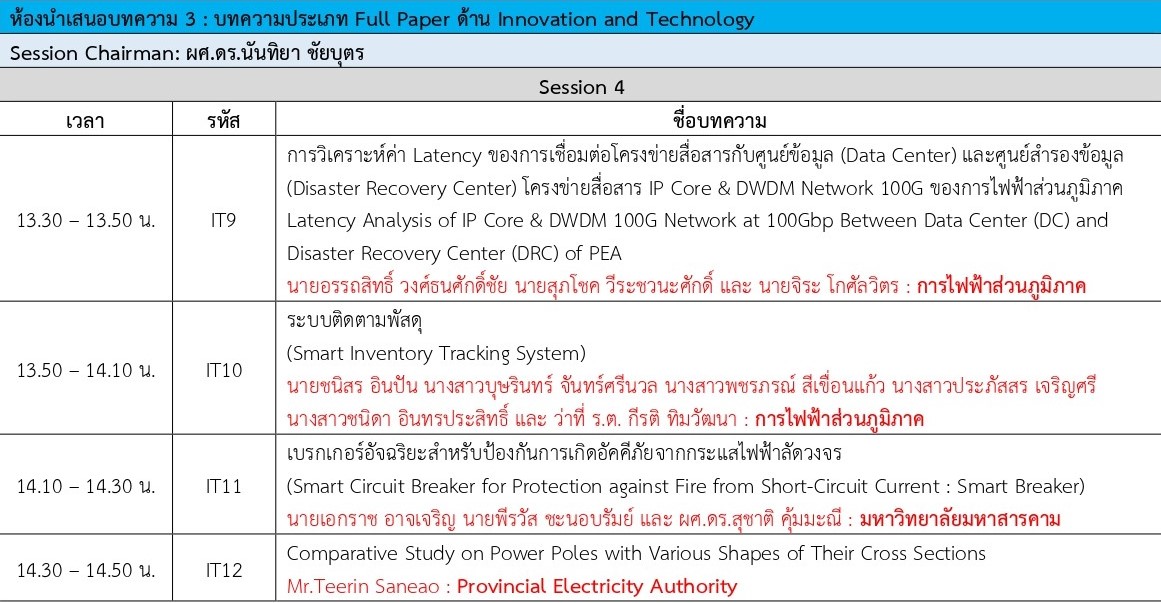 ห้องนำเสนอบทความ 3 : บทความประเภท Full Paper ด้าน Innovation and Technology
Session Chairman: ผศ.ดร.นันทิยา ชัยบุตร
Session 4
เวลา รหัส ชื่อบทความ
การวิเคราะห์ค่า Latency ของการเชื่อมต่อโครงข่ายสื่อสารกับศูนย์ข้อมูล (Data Center) และศูนย์สำรองข้อมูล
(Disaster Recovery Center) โครงข่ายสื่อสาร IP Core & DWDM Network 100G ของการไฟฟ้าส่วนภูมิภาค
13.30 – 13.50 น. IT9 Latency Analysis of IP Core & DWDM 100G Network at 100Gbp Between Data Center (DC) and
Disaster Recovery Center (DRC) of PEA
นายอรรถสิทธิ์ วงศ์ธนศักดิ์ชัย นายสุภโชค วีระชวนะศักดิ์ และ นายจิระ โกศัลวิตร : การไฟฟ้าส่วนภูมิภาค
ระบบติดตามพัสดุ
(Smart Inventory Tracking System)
13.50 – 14.10 น. IT10
นายชนิสร อินปัน นางสาวบุษรินทร์ จันทร์ศรีนวล นางสาวพชรภรณ์ สีเขื่อนแก้ว นางสาวประภัสสร เจริญศรี
นางสาวชนิดา อินทรประสิทธิ์ และ ว่าที่ ร.ต. กีรติ ทิมวัฒนา : การไฟฟ้าส่วนภูมิภาค
เบรกเกอร์อัจฉริยะสำหรับป้องกันการเกิดอัคคีภัยจากกระแสไฟฟ้าลัดวงจร
14.10 – 14.30 น. IT11 (Smart Circuit Breaker for Protection against Fire from Short-Circuit Current : Smart Breaker)
นายเอกราช อาจเจริญ นายพีรวัส ชะนอบรัมย์ และ ผศ.ดร.สุชาติ คุ้มมะณี : มหาวิทยาลัยมหาสารคาม
Comparative Study on Power Poles with Various Shapes of Their Cross Sections
14.30 – 14.50 น. IT12
Mr.Teerin Saneao : Provincial Electricity Authority